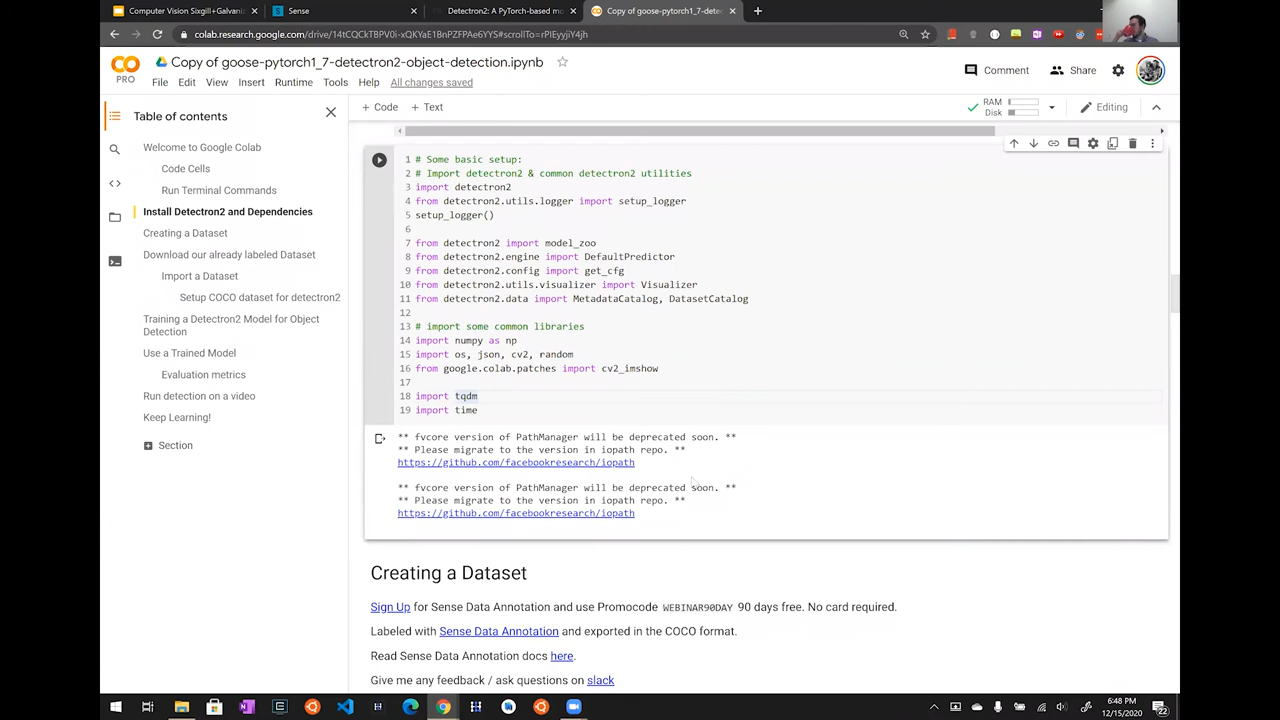 Computer Vision Sixgill+Galvani
Sense
Detectron2: A PyTorch-based mo
Copy of goose-pytorch1_7-detec
colab.research.google.com/drive/14tCQCkTBPV0i-xQKYaE1BnPZFPAe6YYS#scrollTo=rPIEyyjiY4jh
PRO
Copy of goose-pytorch1_7-detectron2-object-detection.ipynb
File Edit View Insert Runtime Tools Help All changes saved
Comment Share
+ Code + Text
RAM
Disk
Editing
Table of contents
Welcome to Google Colab
Code Cells
Run Terminal Commands
Install Detectron2 and Dependencies
Creating a Dataset
Download our already labeled Dataset
Import a Dataset
Setup COCO dataset for detectron2
Training a Detectron2 Model for Object
Detection
Use a Trained Model
Evaluation metrics
Run detection on a video
Keep Learning!
Section
1 # Some basic setup:
2 # Import detectron2 & common detectron2 utilities
3 import detectron2
4 from detectron2.utils.logger import setup_logger
5 setup_logger()
6
7 from detectron2 import model_zoo
8 from detectron2.engine import DefaultPredictor
9 from detectron2.config import get_cfg
10 from detectron2.utils.visualizer import Visualizer
11 from detectron2.data import MetadataCatalog, DatasetCatalog
12
13 # import some common libraries
14 import numpy as np
15 import os, json, cv2, random
16 from google.colab.patches import cv2_imshow
17
18 import tqdm
19 import time
** fvcore version of PathManager will be deprecated soon. **
** Please migrate to the version in iopath repo. **
https://github.com/facebookresearch/iopath
** fvcore version of PathManager will be deprecated soon. **
** Please migrate to the version in iopath repo. **
https://github.com/facebookresearch/iopath
Creating a Dataset
Sign Up for Sense Data Annotation and use Promocode WEBINAR90DAY 90 days free. No card required.
Labeled with Sense Data Annotation and exported in the COCO format.
Read Sense Data Annotation docs here.
Give me any feedback / ask questions on slack
6:48 PM
12/15/2020
22